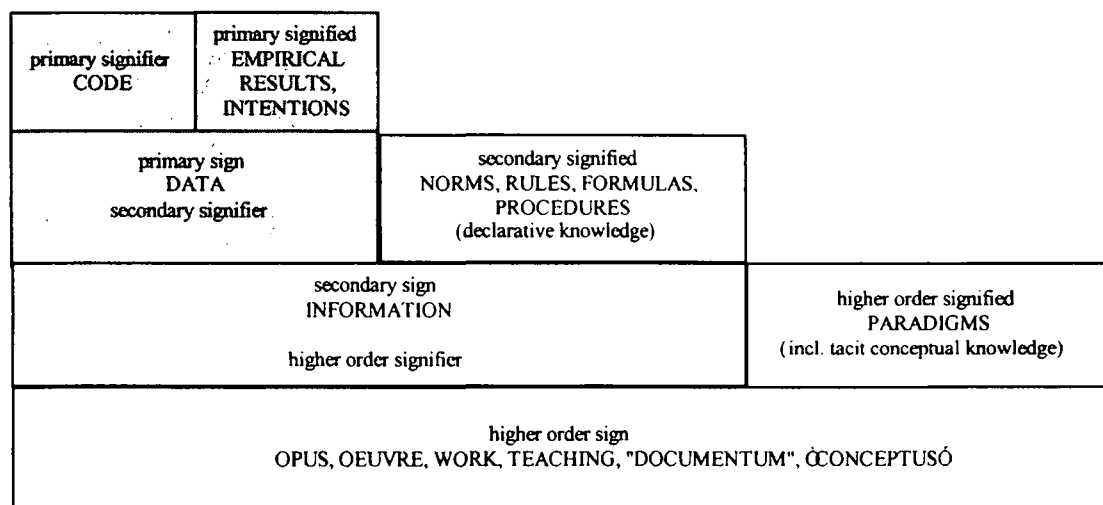 primary signifier
CODE
primary signified
EMPIRICAL
RESULTS,
INTENTIONS
primary sign
DATA
secondary signifier
secondary signified
NORMS, RULES, FORMULAS,
PROCEDURES
(declarative knowledge)
secondary sign
INFORMATION
higher order signifier
higher order signified
PARADIGMS
(incl. tacit conceptual knowledge)
higher order sign
OPUS, OEUVRE, WORK, TEACHING, "DOCUMENTUM", ÒCONCEPTUSÓ